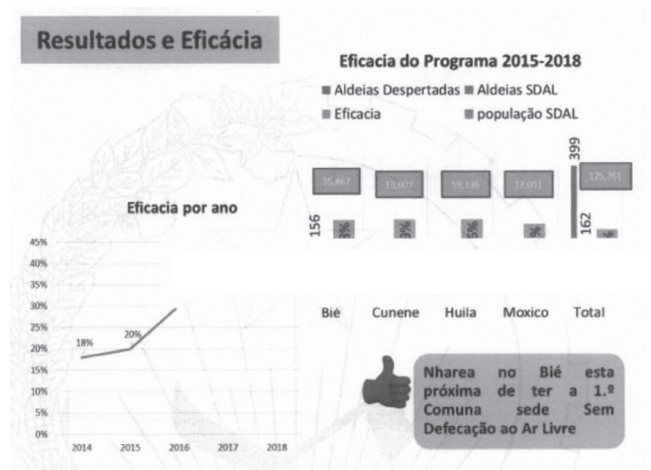 Resultados e Eficácia
Eficacia do Programa 2015-2018
Aldeias Despertadas Aldeias SDAL
Eficacia população SDAL
399
35,867 13,607 59,336 17,051 125,761
156 162
Bié Cunene Huila Moxico Total
Eficacia por ano
45%
40%
35%
30%
25%
20%
15%
10%
5%
0%
18%
20%
2014 2015 2016 2017 2018
Nharea no Bié esta
próxima de ter a 1.º
Comuna sede Sem
Defecação ao Ar Livre